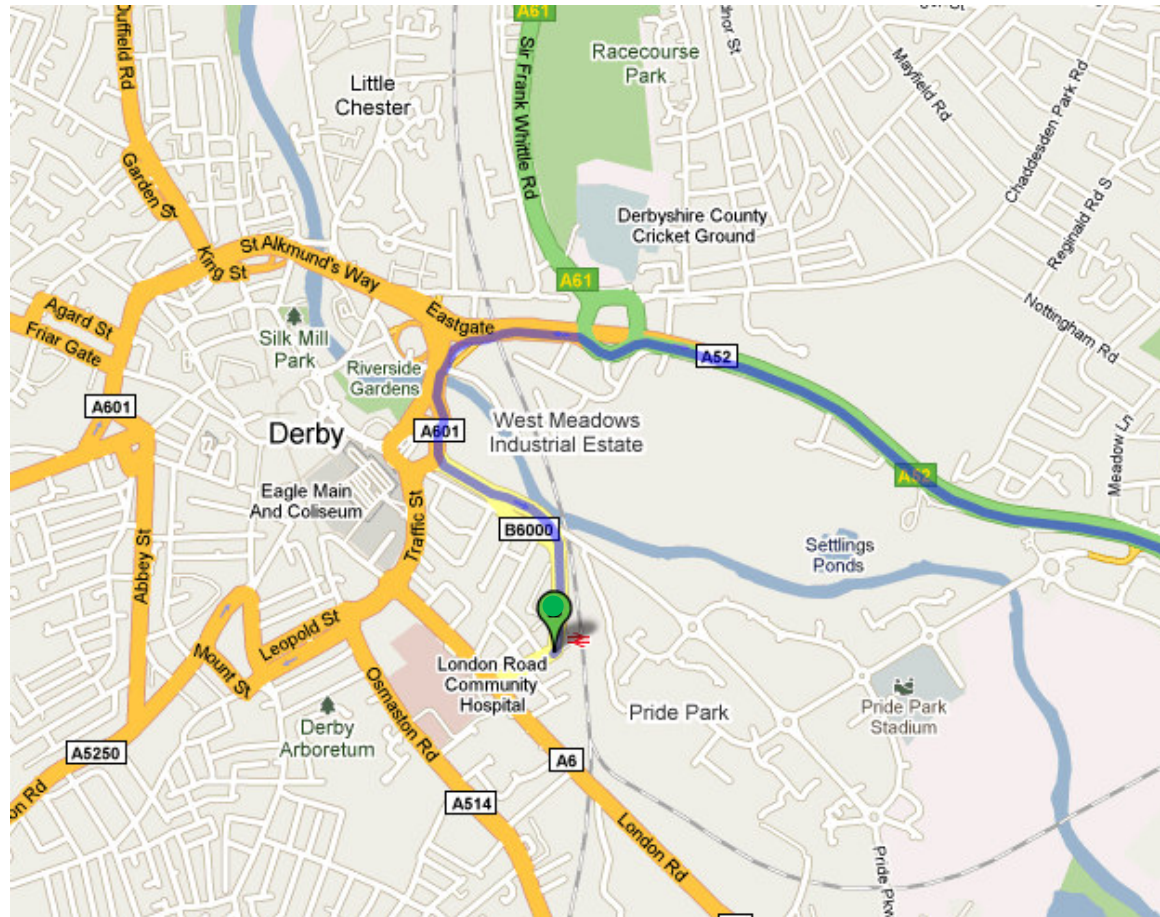 A61
Duffield Rd
Sir Frank Whittle Rd
Racecourse
Park
Mayfield Rd
Chaddesden Park Rd
Little
Chester
Garden St
Reginald Rd S
Derbyshire County
Cricket Ground
St Alkmund's Way
King St
A61
Nottingham Rd
Agard St
Friar Gate
Silk Mill
Park
Eastgate
A52
Riverside
Gardens
A601
A601
West Meadows
Industrial Estate
Derby
Meadow Ln
A52
Eagle Main
And Coliseum
Traffic St
B6000
Settlings
Ponds
Abbey St
Leopold St
Mount St
London Road
Community
Hospital
Osmaston Rd
Pride Park
Pride Park
Stadium
Derby
Arboretum
A5250
on Rd
A6
A514
London Rd
Pride Pkw